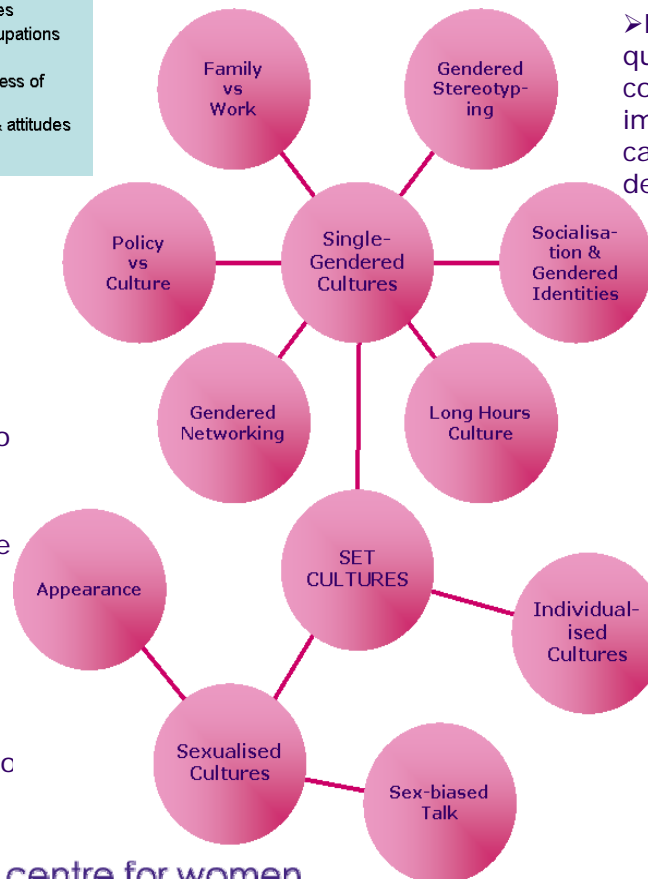 occupations
ess of
attitudes
Family
vs
Work
Gendered
Stereotyp-
ing
Policy
vs
Culture
Single-
Gendered
Cultures
Socialisa-
tion &
Gendered
Identities
Gendered
Networking
Long Hours
Culture
SET
CULTURES
Appearance
Individual-
ised
Cultures
Sexualised
Cultures
Sex-biased
Talk
centre for women